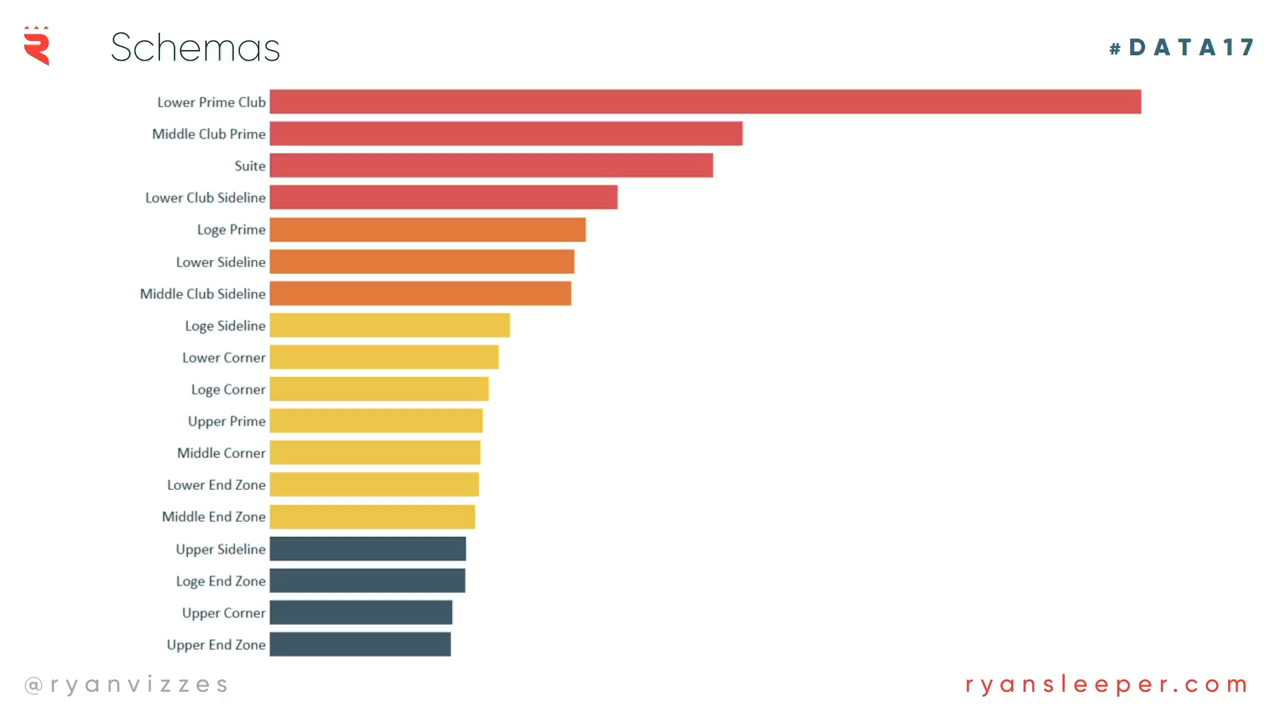 Schemas
#DATA17
Lower Prime Club
Middle Club Prime
Suite
Lower Club Sideline
Loge Prime
Lower Sideline
Middle Club Sideline
Loge Sideline
Lower Corner
Loge Corner
Upper Prime
Middle Corner
Lower End Zone
Middle End Zone
Upper Sideline
Loge End Zone
Upper Corner
Upper End Zone
@ryanvizzes
ryansleeper.com